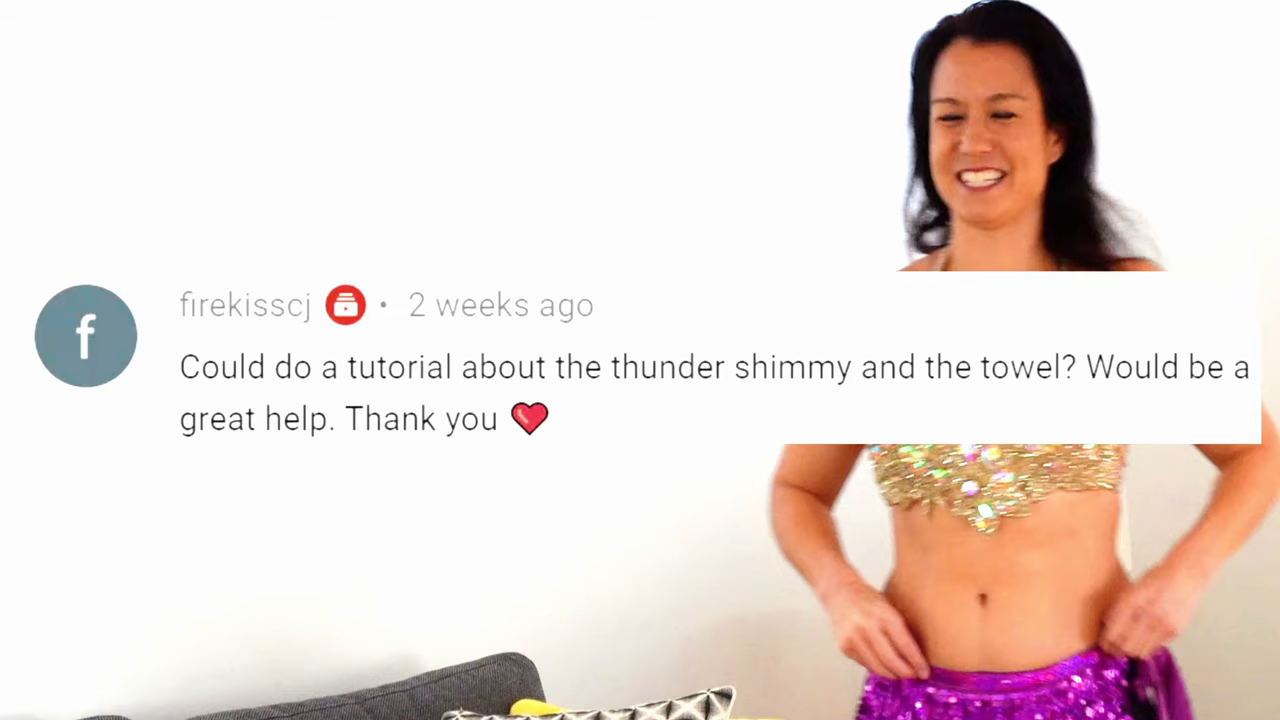 f
firekisscj • 2 weeks ago
Could do a tutorial about the thunder shimmy and the towel? Would be a
great help. Thank you ❤️